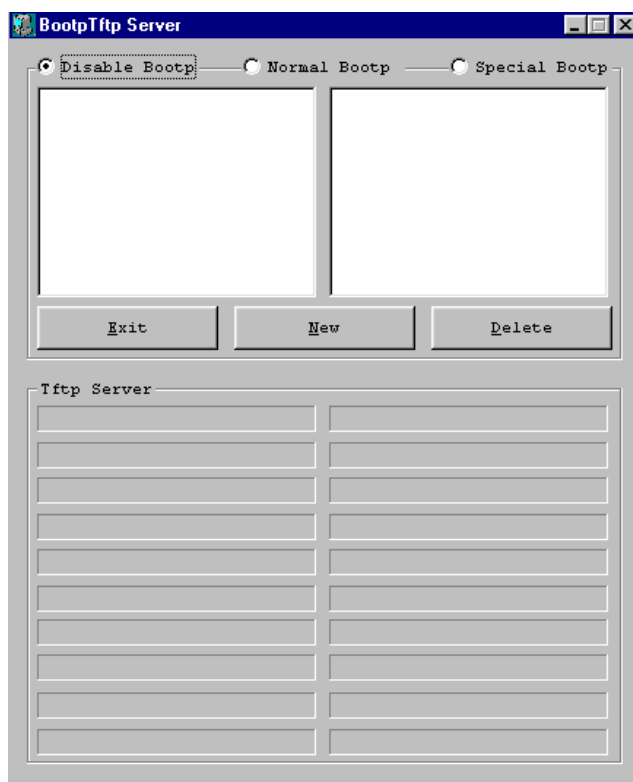 BootpTftp Server
Disable Bootp Normal Bootp Special Bootp
Exit New Delete
Tftp Server